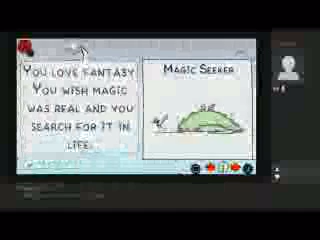 YOU LOVE FANTASY
YOU WISH MAGIC
WAS REAL AND YOU
SEARCH FOR IT IN
LIFE.
MAGIC SEEKER